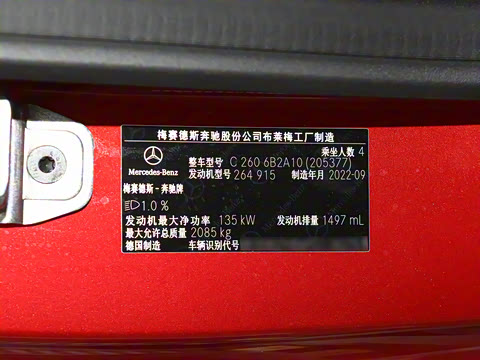 梅赛德斯奔驰股份公司布莱梅工厂制造
乘坐人数 4
整车型号 C 260 6B2A10 (205377)
Mercedes-Benz 发动机型号 264 915 制造年月 2022-09
梅赛德斯-奔驰牌
1.0 %
发动机最大净功率 135 kW 发动机排量 1497 mL
最大允许总质量 2085 kg
德国制造 车辆识别代号